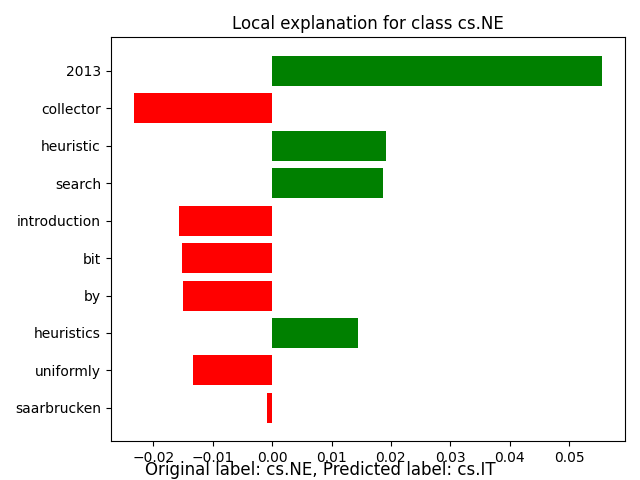 Local explanation for class cs.NE
2013
collector
heuristic
search
introduction
bit
by
heuristics
uniformly
saarbrucken
−0.02 −0.01 0.00 0.01 0.02 0.03 0.04 0.05
Original label: cs.NE, Predicted label: cs.IT